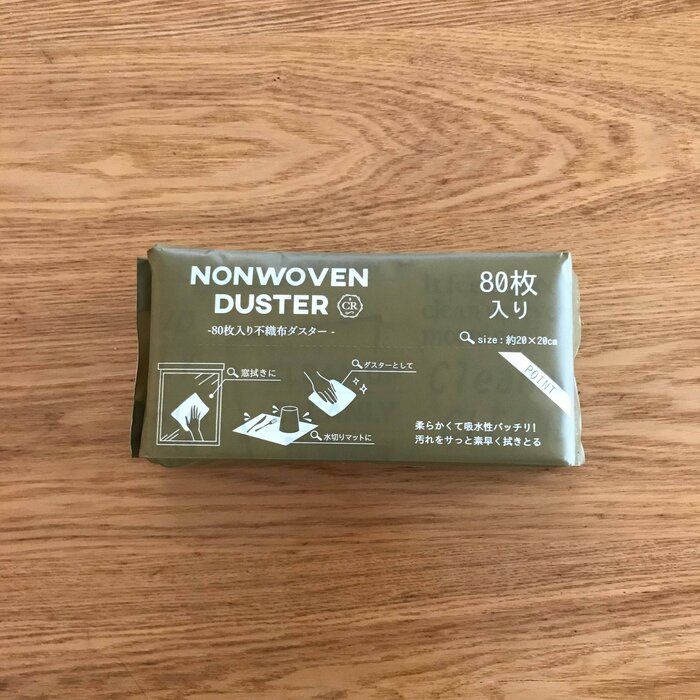 NONWOVEN
DUSTER
CR
-80枚入り不織布ダスター -
80枚
入り
size:約20×20cm
POINT
窓拭きに
ダスターとして
水切りマットに
柔らかくて吸水性バッチリ!
汚れをサッと素早く拭きとる